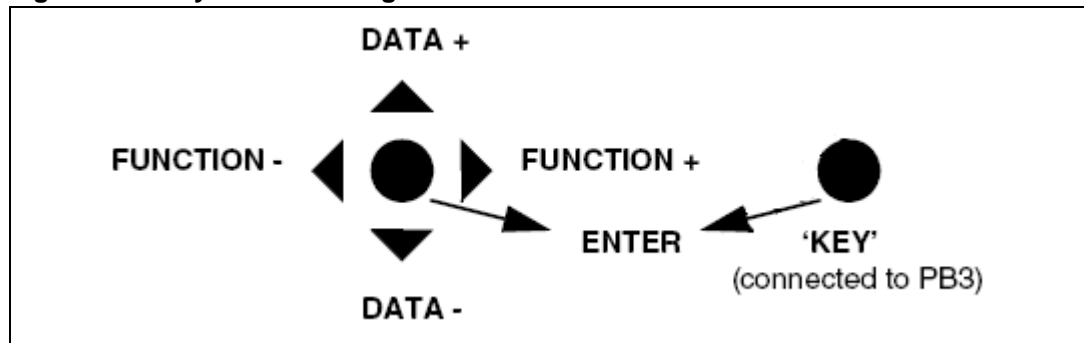 DATA +
FUNCTION -
FUNCTION +
ENTER
‘KEY’
(connected to PB3)
DATA -